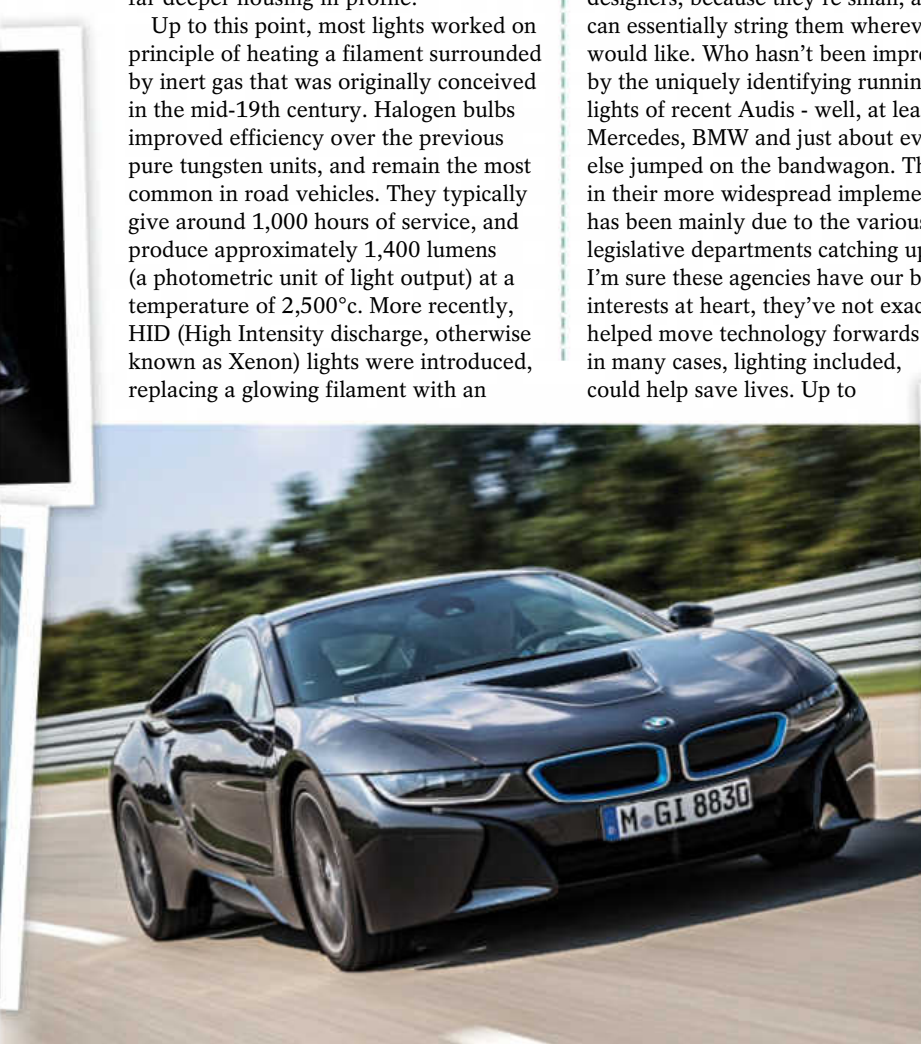 far deeper housing in profile.
Up to this point, most lights worked on
principle of heating a filament surrounded
by inert gas that was originally conceived
in the mid-19th century. Halogen bulbs
improved efficiency over the previous
pure tungsten units, and remain the most
common in road vehicles. They typically
give around 1,000 hours of service, and
produce approximately 1,400 lumens
(a photometric unit of light output) at a
temperature of 2,500°c. More recently,
HID (High Intensity discharge, otherwise
known as Xenon) lights were introduced,
replacing a glowing filament with an
designers, because they're small, a
can essentially string them wherev
would like. Who hasn't been impre
by the uniquely identifying runnin
lights of recent Audis - well, at lea
Mercedes, BMW and just about ev
else jumped on the bandwagon. Th
in their more widespread impleme
has been mainly due to the various
legislative departments catching up
I'm sure these agencies have our b
interests at heart, they've not exac
helped move technology forwards
in many cases, lighting included,
could help save lives. Up to
M GI 8830